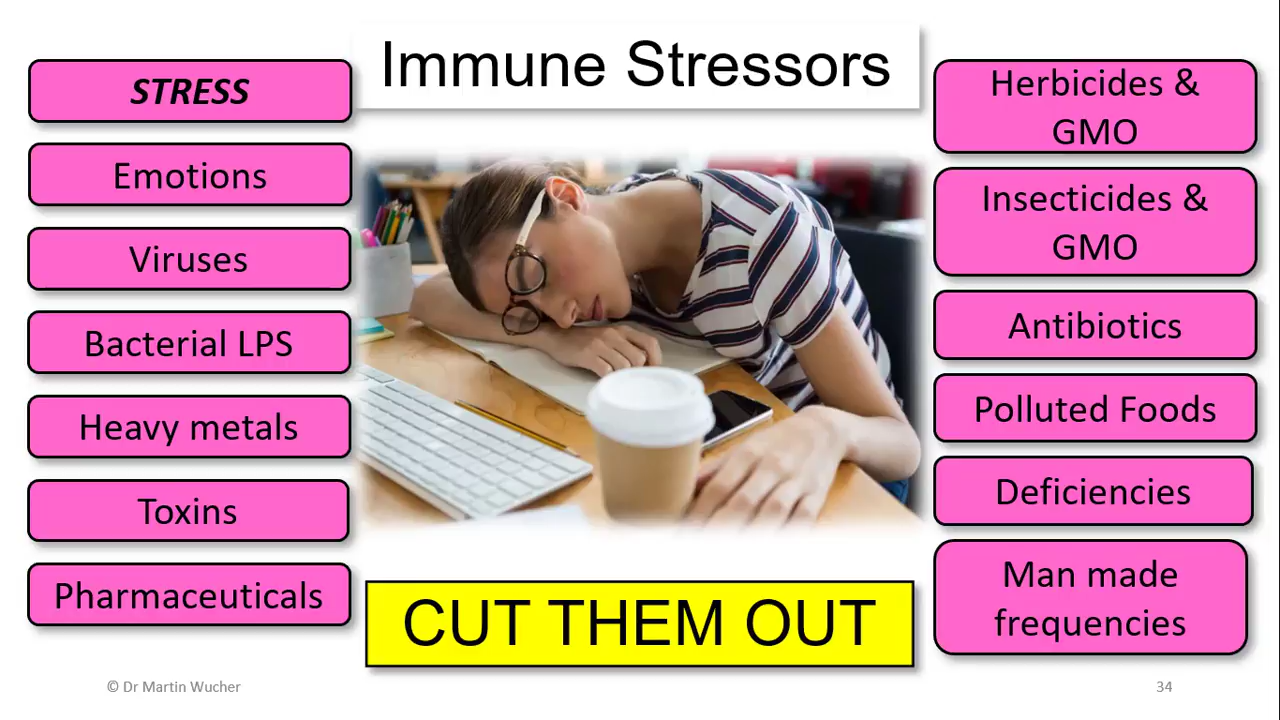 Immune Stressors
STRESS
Emotions
Viruses
Bacterial LPS
Heavy metals
Toxins
Pharmaceuticals
Herbicides &
GMO
Insecticides &
GMO
Antibiotics
Polluted Foods
Deficiencies
Man made
frequencies
CUT THEM OUT
© Dr Martin Wucher
34